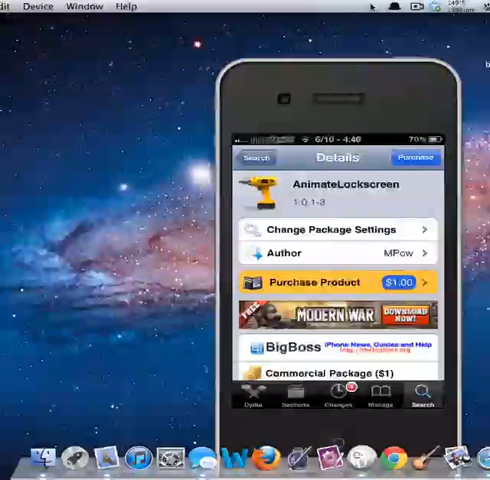 Device Window Help
6/10 - 4:40 70%
Search Details Purchase
AnimateLockscreen
1.0.1-3
Change Package Settings
Author MPow
Purchase Product $1.00
FREE MODERN WAR DOWNLOAD NOW!
BigBoss iPhone News, Guides and Help
Commercial Package ($1)
Cydia Sections Changes Manage Search